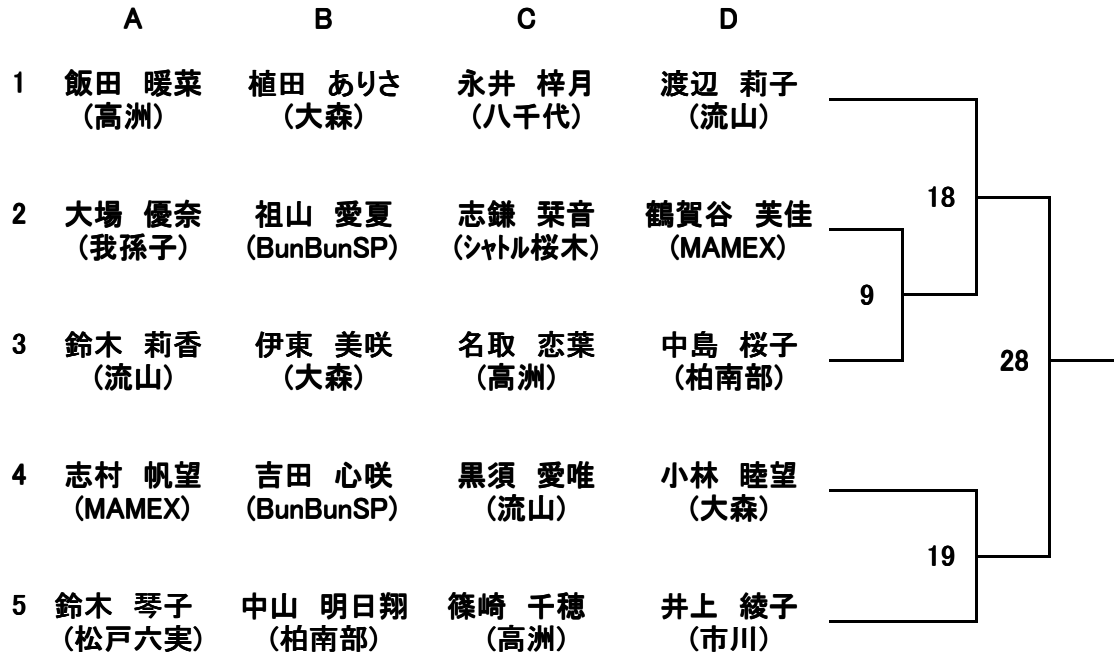 A B C D
1 飯田 暖菜 植田 ありさ 永井 梓月 渡辺 莉子
(高洲) (大森) (八千代) (流山)
18
2 大場 優奈 祖山 愛夏 志鎌 栞音 鶴賀谷 芙佳
(我孫子) (BunBunSP) (シャトル桜木) (MAMEX)
9
3 鈴木 莉香 伊東 美咲 名取 恋葉 中島 桜子
(流山) (大森) (高洲) (柏南部)
28
4 志村 帆望 吉田 心咲 黒須 愛唯 小林 睦望
(MAMEX) (BunBunSP) (流山) (大森)
19
5 鈴木 琴子 中山 明日翔 篠崎 千穂 井上 綾子
(松戸六実) (柏南部) (高洲) (市川)